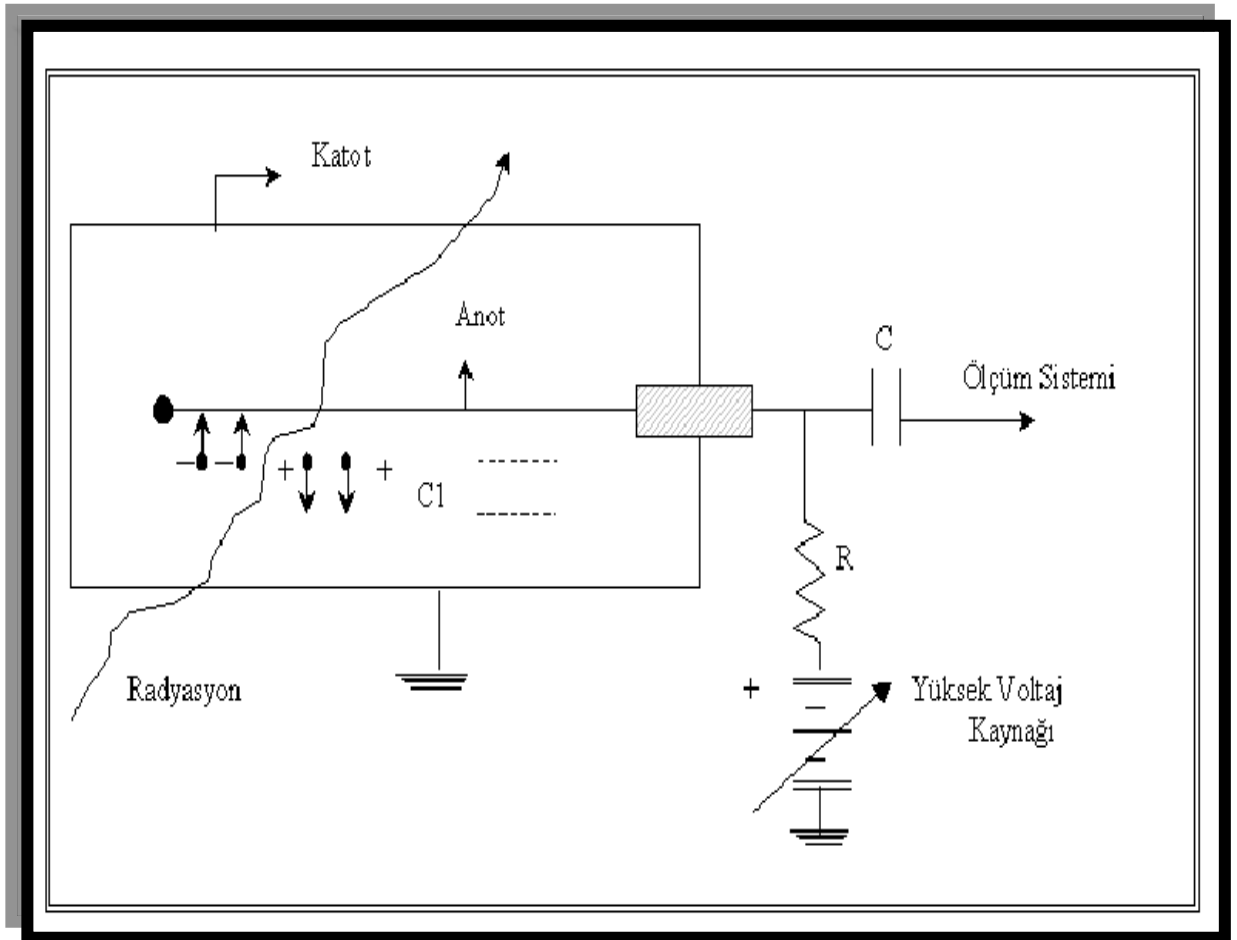 Katot
Anot
C
Ölçüm Sistemi
– –
+ +
C1
R
Radyasyon
+
Yüksek Voltaj
Kaynağı